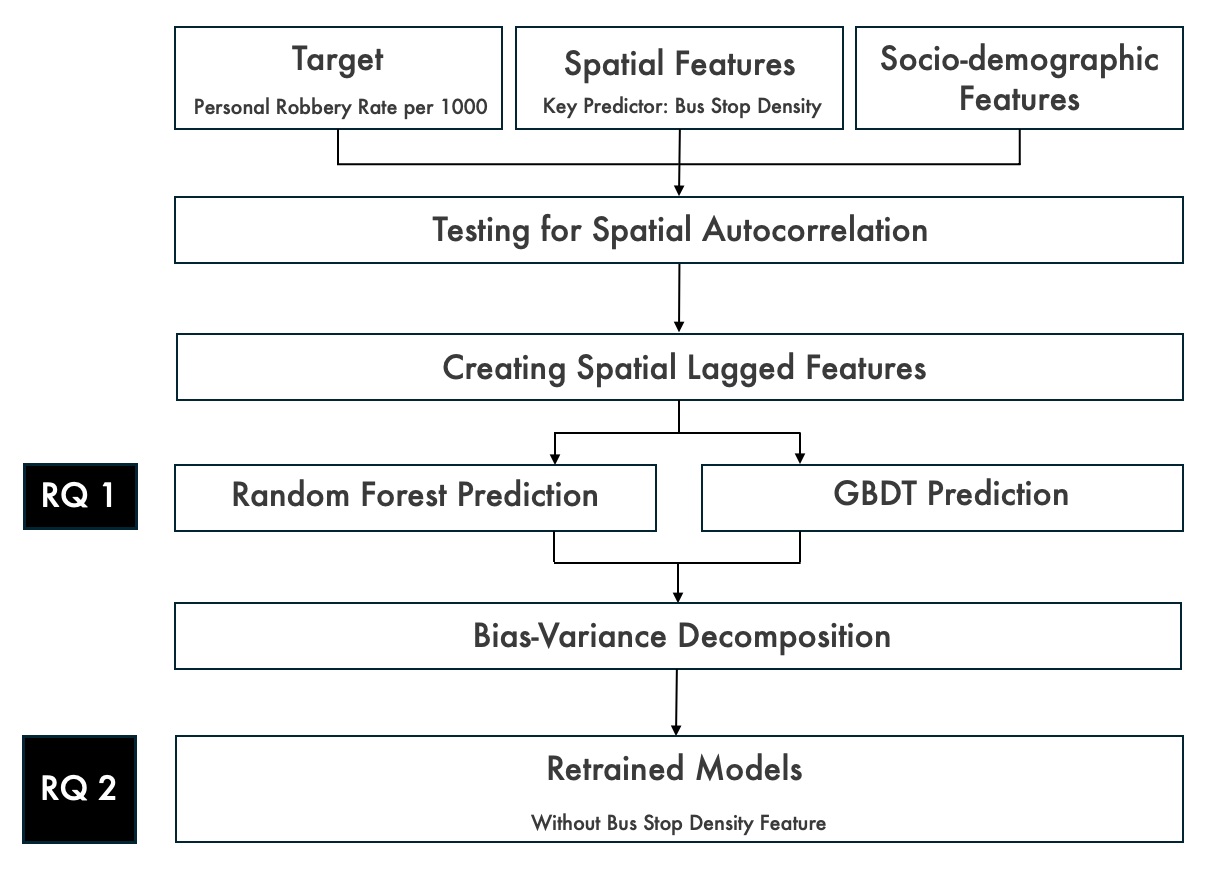 Target
Personal Robbery Rate per 1000
Spatial Features
Key Predictor: Bus Stop Density
Socio-demographic
Features
Testing for Spatial Autocorrelation
Creating Spatial Lagged Features
RQ 1
Random Forest Prediction
GBDT Prediction
Bias-Variance Decomposition
RQ 2
Retrained Models
Without Bus Stop Density Feature